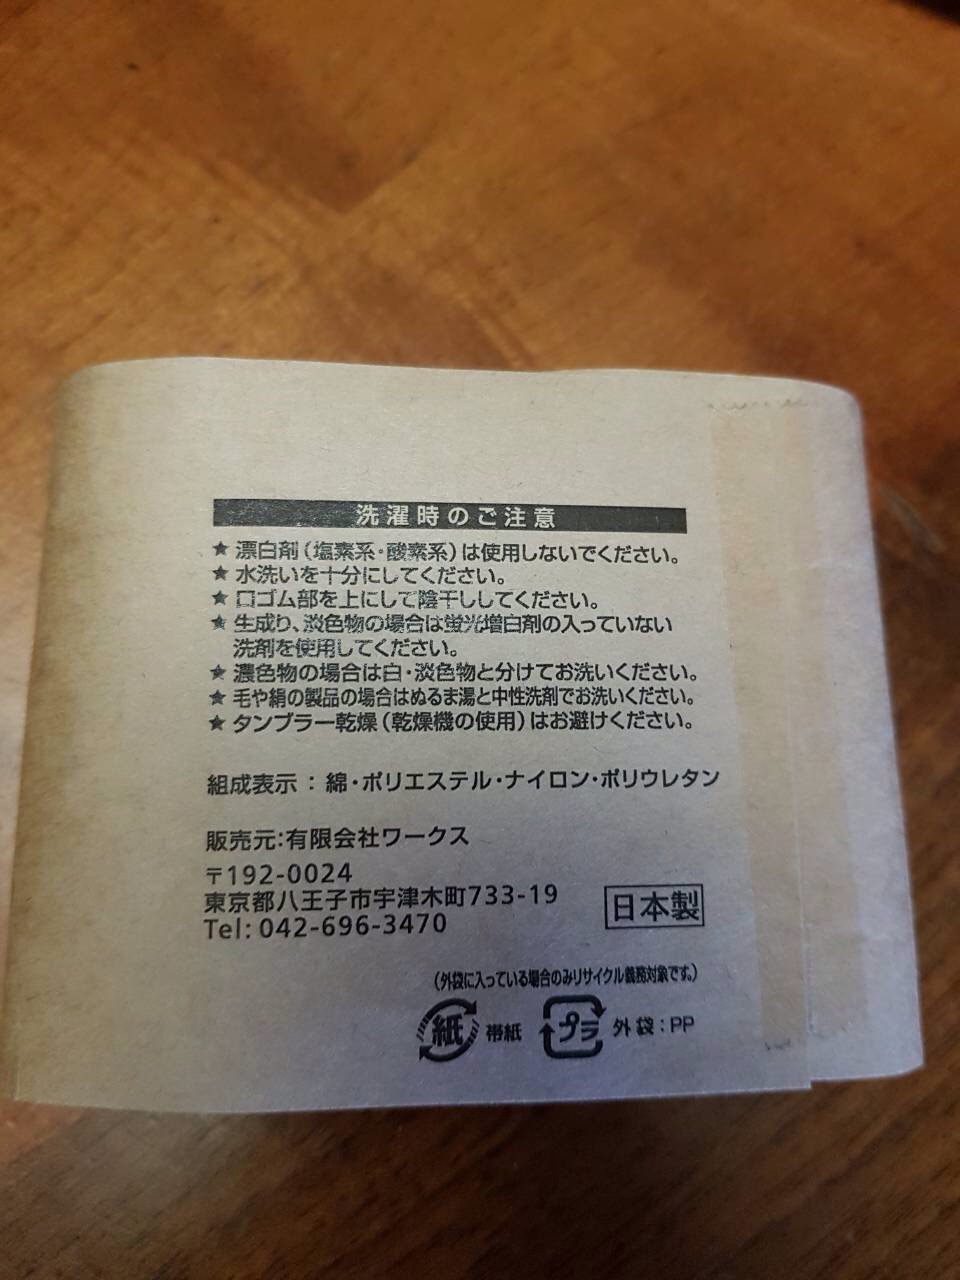 洗濯時のご注意
★ 漂白剤（塩素系・酸素系）は使用しないでください。
★ 水洗いを十分にしてください。
★ 口ゴム部を上にして陰干ししてください。
★ 生成り、淡色物の場合は蛍光増白剤の入っていない
洗剤を使用してください。
★ 濃色物の場合は白・淡色物と分けてお洗いください。
★ 毛や絹の製品の場合はぬるま湯と中性洗剤でお洗いください。
★ タンブラー乾燥（乾燥機の使用）はお避けください。
組成表示 ： 綿・ポリエステル・ナイロン・ポリウレタン
販売元：有限会社ワークス
〒192-0024
東京都八王子市宇津木町733-19
Tel：042-696-3470
日本製
（外袋に入っている場合のみリサイクル義務対象です。）
紙 帯紙 プラ 外袋：PP